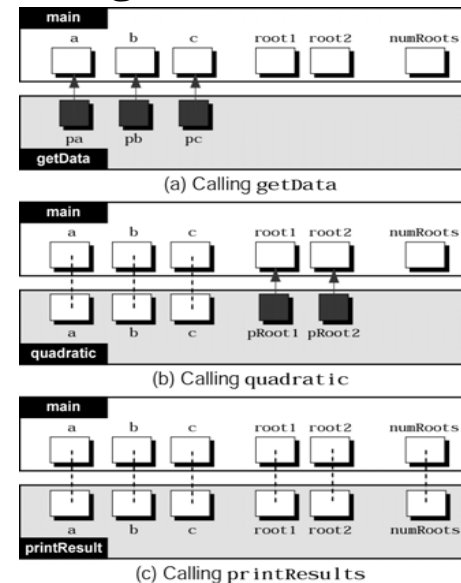 main
a b c root1 root2 numRoots
pa pb pc
getData
(a) Calling getData
main
a b c root1 root2 numRoots
a b c pRoot1 pRoot2
quadratic
(b) Calling quadratic
main
a b c root1 root2 numRoots
a b c root1 root2 numRoots
printResult
(c) Calling printResults